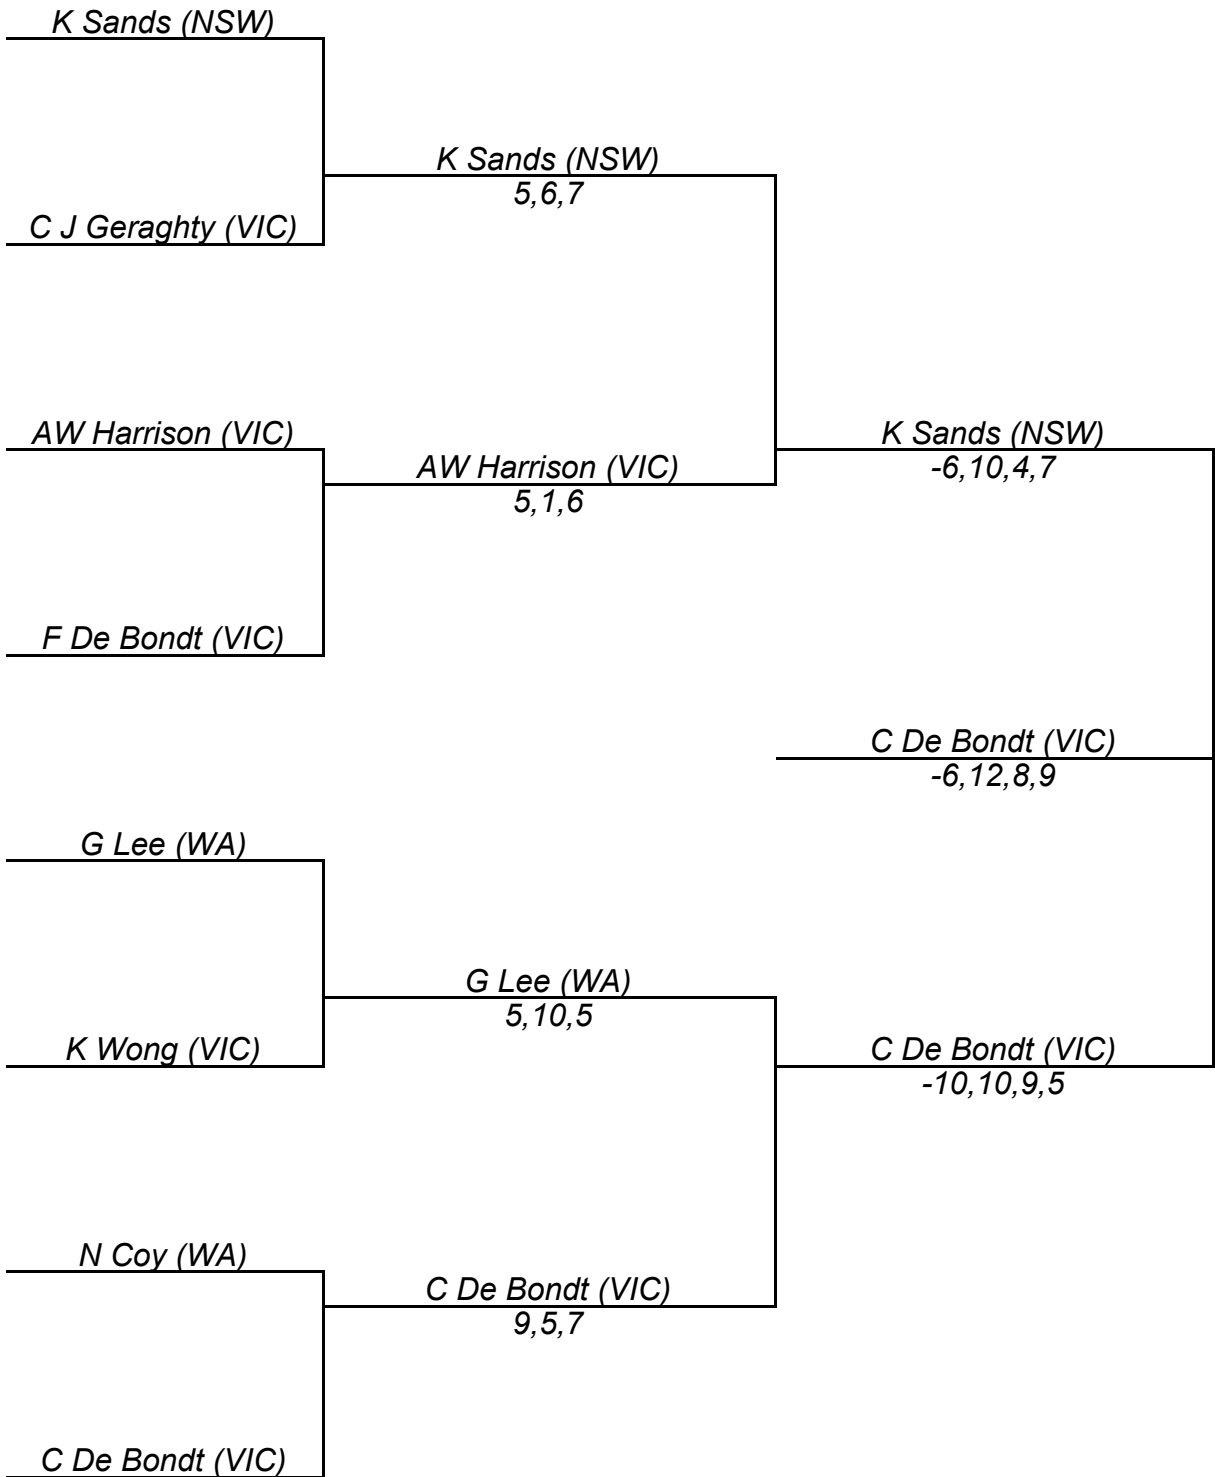 K Sands (NSW)
K Sands (NSW)
5,6,7
C J Geraghty (VIC)
AW Harrison (VIC)
K Sands (NSW)
AW Harrison (VIC)
-6,10,4,7
5,1,6
F De Bondt (VIC)
C De Bondt (VIC)
-6,12,8,9
G Lee (WA)
G Lee (WA)
5,10,5
K Wong (VIC)
C De Bondt (VIC)
-10,10,9,5
N Coy (WA)
C De Bondt (VIC)
9,5,7
C De Bondt (VIC)